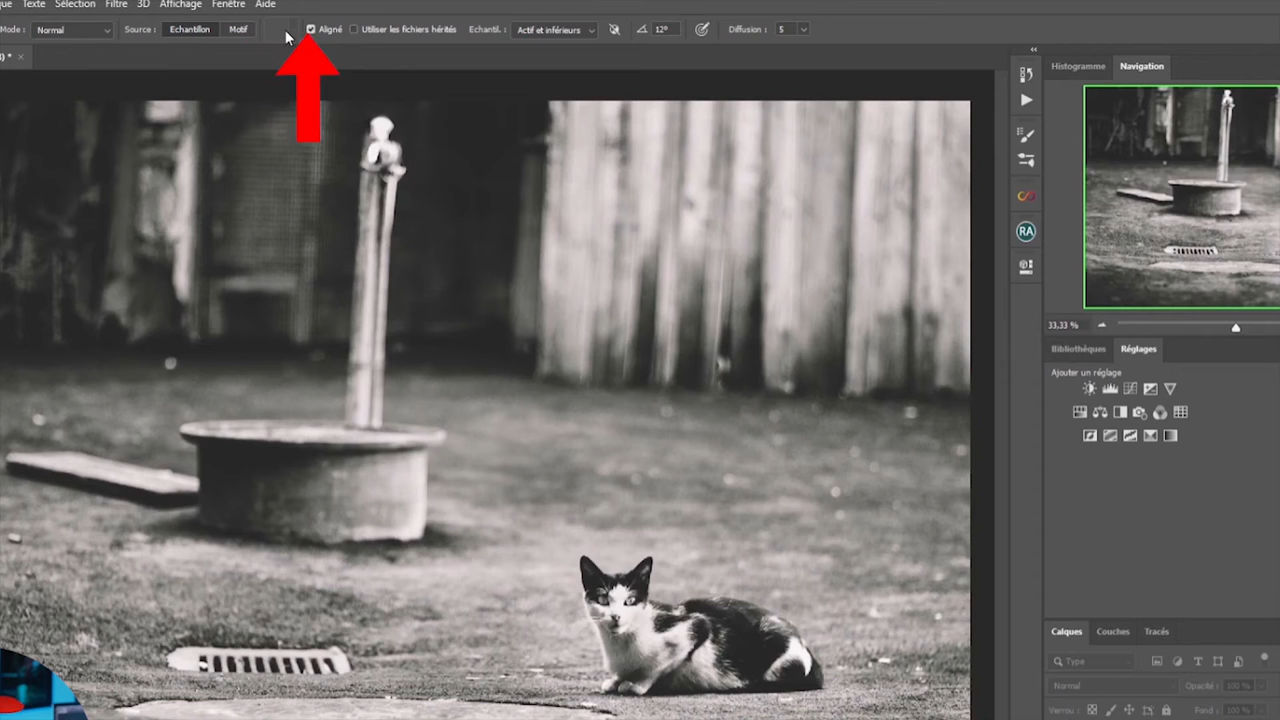 que Texte Sélection Filtre 3D Affichage Fenêtre Aide
Mode : Normal Source : Echantillon Motif Aligné Utiliser les fichiers hérités Echantil. : Actif et inférieurs 12° Diffusion : 5
) * ×
Histogramme Navigation
RA
33,33 %
Bibliothèques Réglages
Ajouter un réglage
Calques Couches Tracés
Type
Normal Opacité : 100 %
Verrou : Fond : 100 %